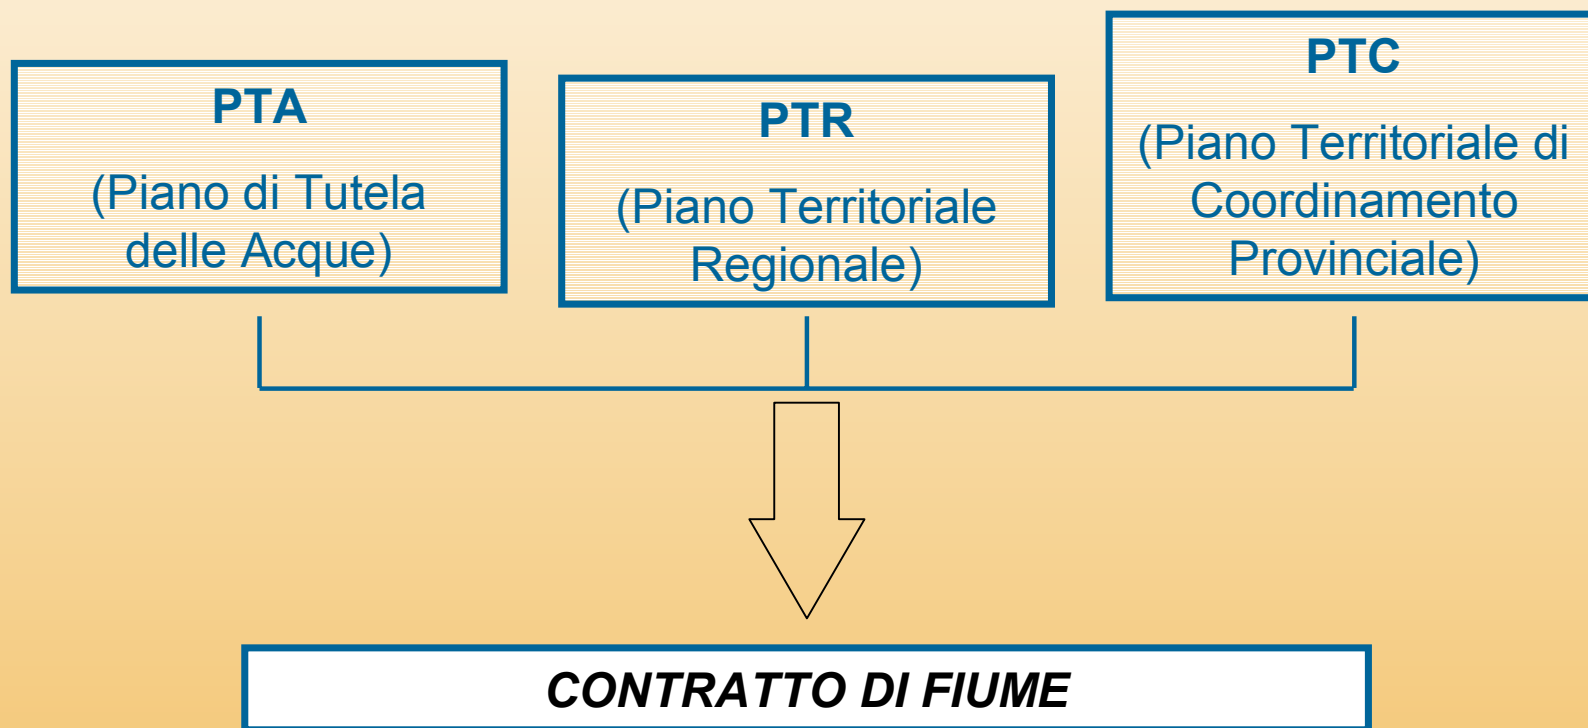 PTA
(Piano di Tutela
delle Acque)
PTR
(Piano Territoriale
Regionale)
PTC
(Piano Territoriale di
Coordinamento
Provinciale)
CONTRATTO DI FIUME